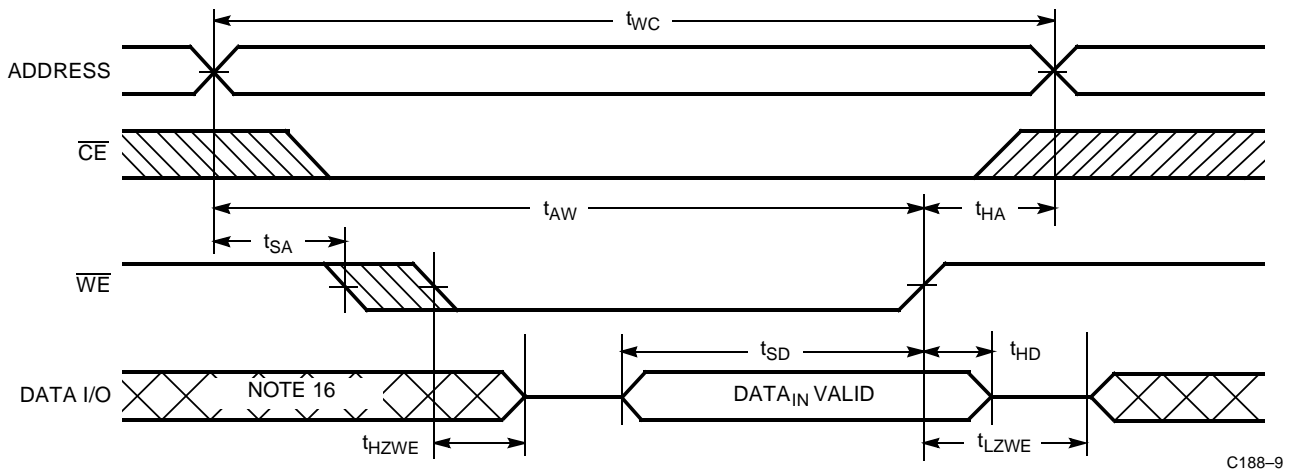 tWC
ADDRESS
CE
tAW
tHA
tSA
WE
tSD
tHD
DATA I/O
NOTE 16
DATAIN VALID
tHZWE
tLZWE
C188–9